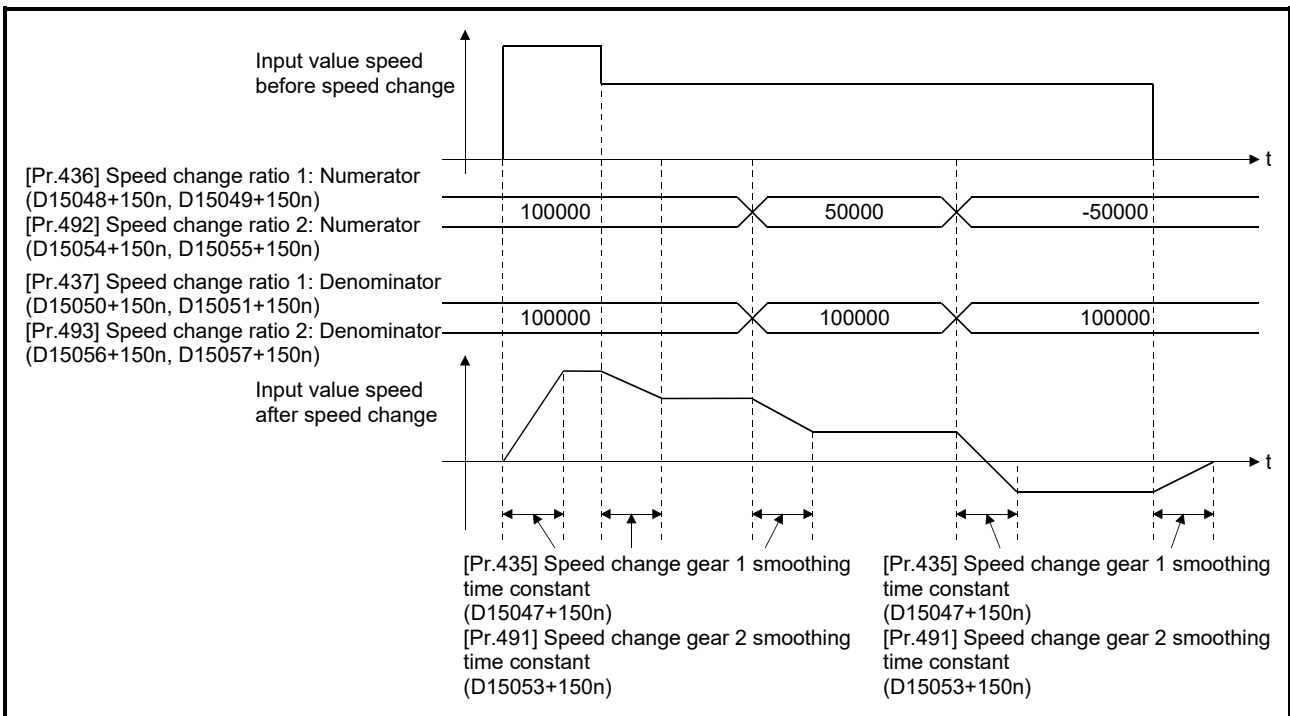 Input value speed
before speed change
t
[Pr.436] Speed change ratio 1: Numerator
(D15048+150n, D15049+150n)
[Pr.492] Speed change ratio 2: Numerator
(D15054+150n, D15055+150n)
100000
50000
-50000
[Pr.437] Speed change ratio 1: Denominator
(D15050+150n, D15051+150n)
[Pr.493] Speed change ratio 2: Denominator
(D15056+150n, D15057+150n)
100000
100000
100000
Input value speed
after speed change
t
[Pr.435] Speed change gear 1 smoothing
time constant
(D15047+150n)
[Pr.491] Speed change gear 2 smoothing
time constant
(D15053+150n)
[Pr.435] Speed change gear 1 smoothing
time constant
(D15047+150n)
[Pr.491] Speed change gear 2 smoothing
time constant
(D15053+150n)